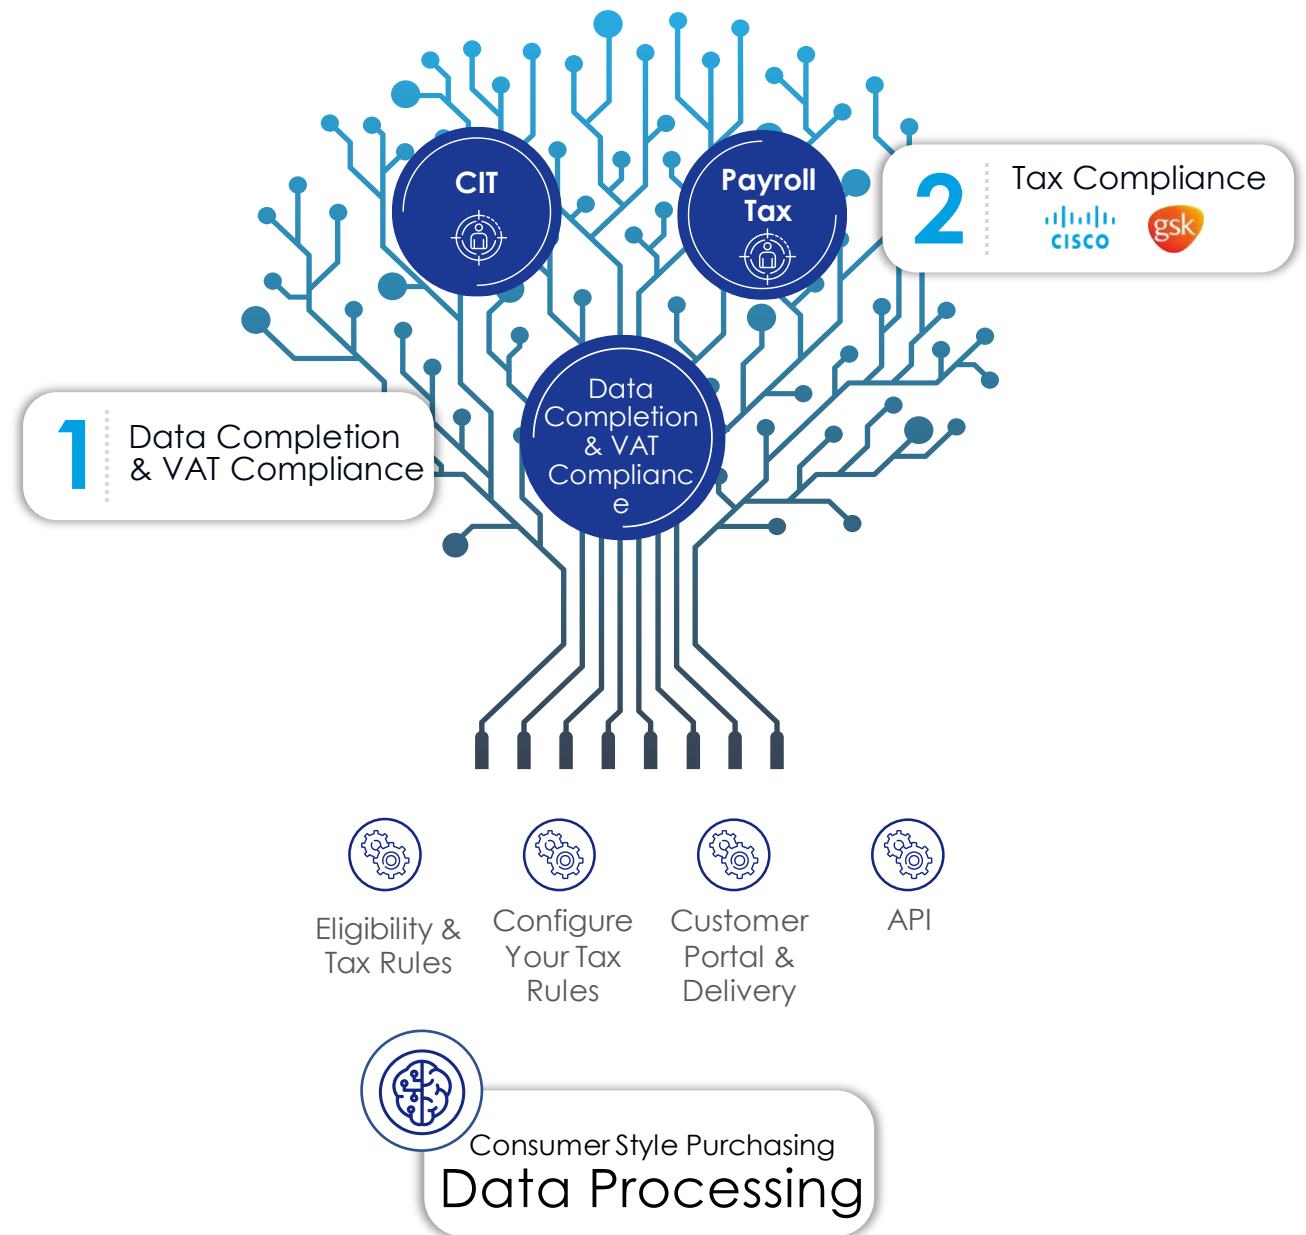 CIT
Payroll
Tax
2
Tax Compliance
CISCO
gsk
1
Data Completion
& VAT Compliance
Data
Completion
& VAT
Complianc
e
Eligibility &
Tax Rules
Configure
Your Tax
Rules
Customer
Portal &
Delivery
API
Consumer Style Purchasing
Data Processing